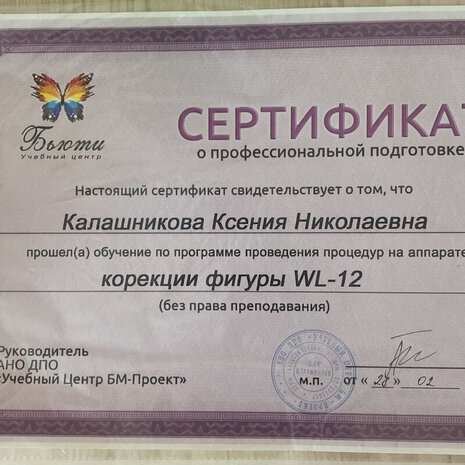 Бьюти
Учебный центр
СЕРТИФИКАТ
о профессиональной подготовке
Настоящий сертификат свидетельствует о том, что
Калашникова Ксения Николаевна
прошел(а) обучение по программе проведения процедур на аппарате
корекции фигуры WL-12
(без права преподавания)
Руководитель
АНО ДПО
«Учебный Центр БМ-Проект»
М.П.
от «28» 02